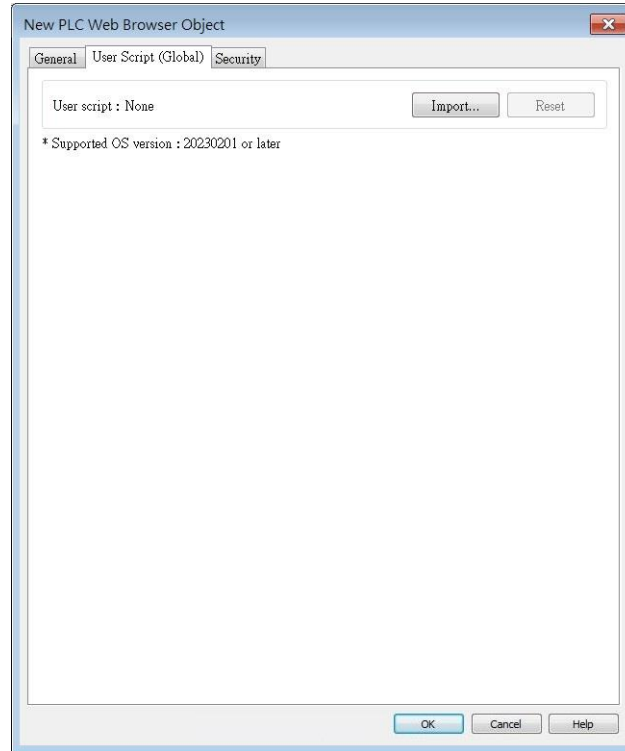 New PLC Web Browser Object
General User Script (Global) Security
User script : None Import... Reset
* Supported OS version : 20230201 or later
OK Cancel Help